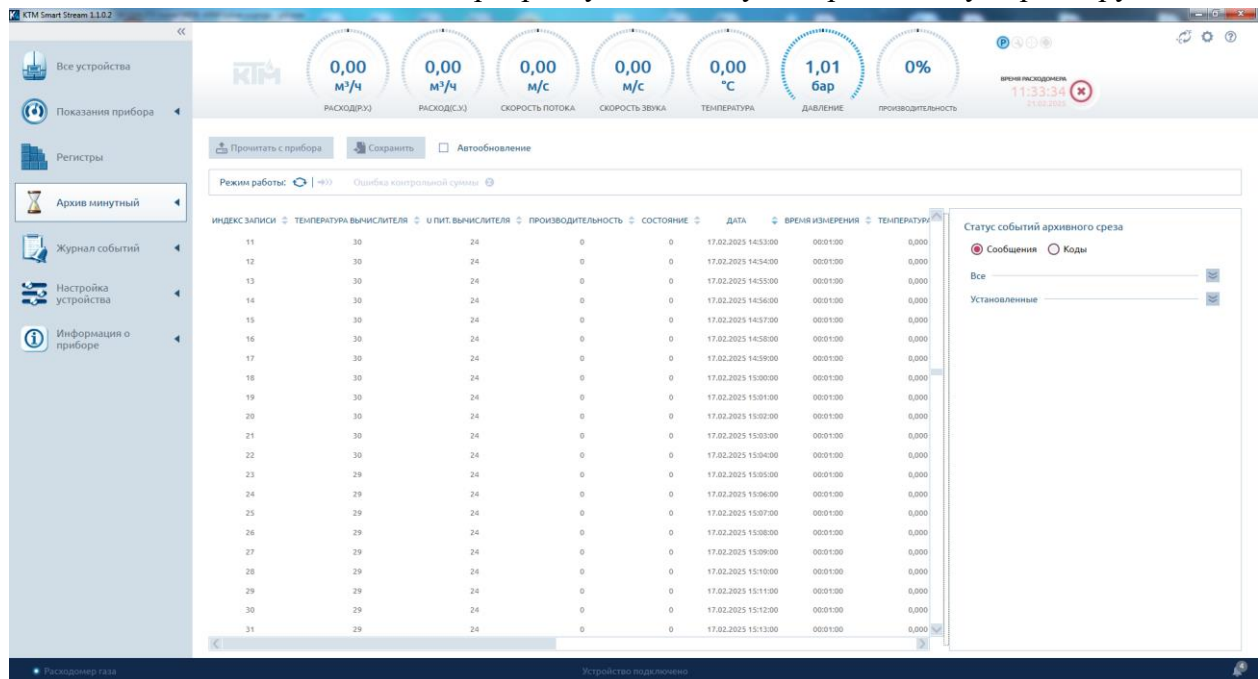 KTM Smart Stream 1.1.0.2
Все устройства
Показания прибора
Регистры
Архив минутный
Журнал событий
Настройка
устройства
Информация о
приборе
КТМ
0,00
м³/ч
РАСХОД(Р.У.)
0,00
м³/ч
РАСХОД(С.У.)
0,00
м/с
СКОРОСТЬ ПОТОКА
0,00
м/с
СКОРОСТЬ ЗВУКА
0,00
°C
ТЕМПЕРАТУРА
1,01
бар
ДАВЛЕНИЕ
0%
ПРОИЗВОДИТЕЛЬНОСТЬ
ВРЕМЯ РАСХОДОМЕРА
11:33:34
21.02.2025
Прочитать с прибора Сохранить Автообновление
Режим работы: Ошибка контрольной суммы
ИНДЕКС ЗАПИСИ ТЕМПЕРАТУРА ВЫЧИСЛИТЕЛЯ U ПИТ. ВЫЧИСЛИТЕЛЯ ПРОИЗВОДИТЕЛЬНОСТЬ СОСТОЯНИЕ ДАТА ВРЕМЯ ИЗМЕРЕНИЯ ТЕМПЕРАТУРА
11 30 24 0 0 17.02.2025 14:53:00 00:01:00 0,000
12 30 24 0 0 17.02.2025 14:54:00 00:01:00 0,000
13 30 24 0 0 17.02.2025 14:55:00 00:01:00 0,000
14 30 24 0 0 17.02.2025 14:56:00 00:01:00 0,000
15 30 24 0 0 17.02.2025 14:57:00 00:01:00 0,000
16 30 24 0 0 17.02.2025 14:58:00 00:01:00 0,000
17 30 24 0 0 17.02.2025 14:59:00 00:01:00 0,000
18 30 24 0 0 17.02.2025 15:00:00 00:01:00 0,000
19 30 24 0 0 17.02.2025 15:01:00 00:01:00 0,000
20 30 24 0 0 17.02.2025 15:02:00 00:01:00 0,000
21 30 24 0 0 17.02.2025 15:03:00 00:01:00 0,000
22 30 24 0 0 17.02.2025 15:04:00 00:01:00 0,000
23 29 24 0 0 17.02.2025 15:05:00 00:01:00 0,000
24 29 24 0 0 17.02.2025 15:06:00 00:01:00 0,000
25 29 24 0 0 17.02.2025 15:07:00 00:01:00 0,000
26 29 24 0 0 17.02.2025 15:08:00 00:01:00 0,000
27 29 24 0 0 17.02.2025 15:09:00 00:01:00 0,000
28 29 24 0 0 17.02.2025 15:10:00 00:01:00 0,000
29 29 24 0 0 17.02.2025 15:11:00 00:01:00 0,000
30 29 24 0 0 17.02.2025 15:12:00 00:01:00 0,000
31 29 24 0 0 17.02.2025 15:13:00 00:01:00 0,000
Статус событий архивного среза
Сообщения Коды
Все
Установленные
Расходомер газа Устройство подключено 4